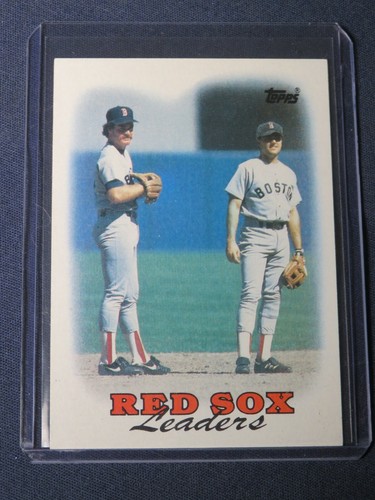 Topps®
B
B
BOSTON
RED SOX
Leaders